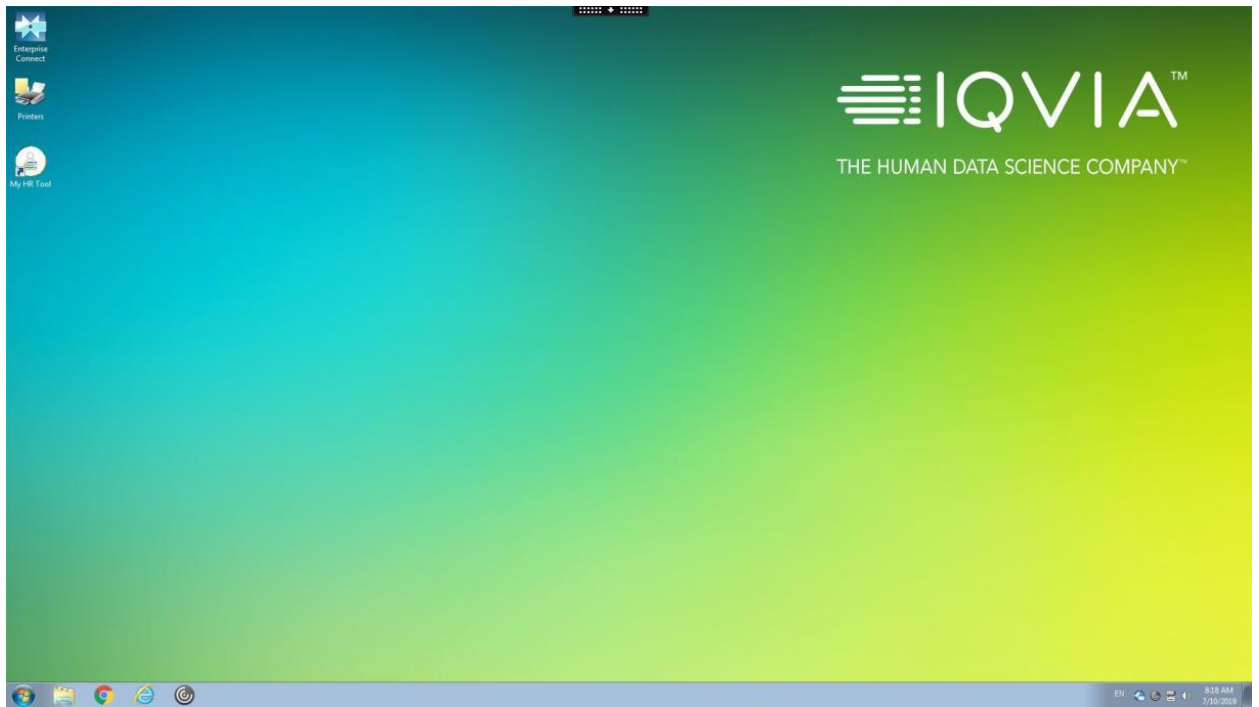 Enterprise
Connect
Printers
My HR Tool
IQVIA™
THE HUMAN DATA SCIENCE COMPANY™
EN
8:18 AM
7/10/2019